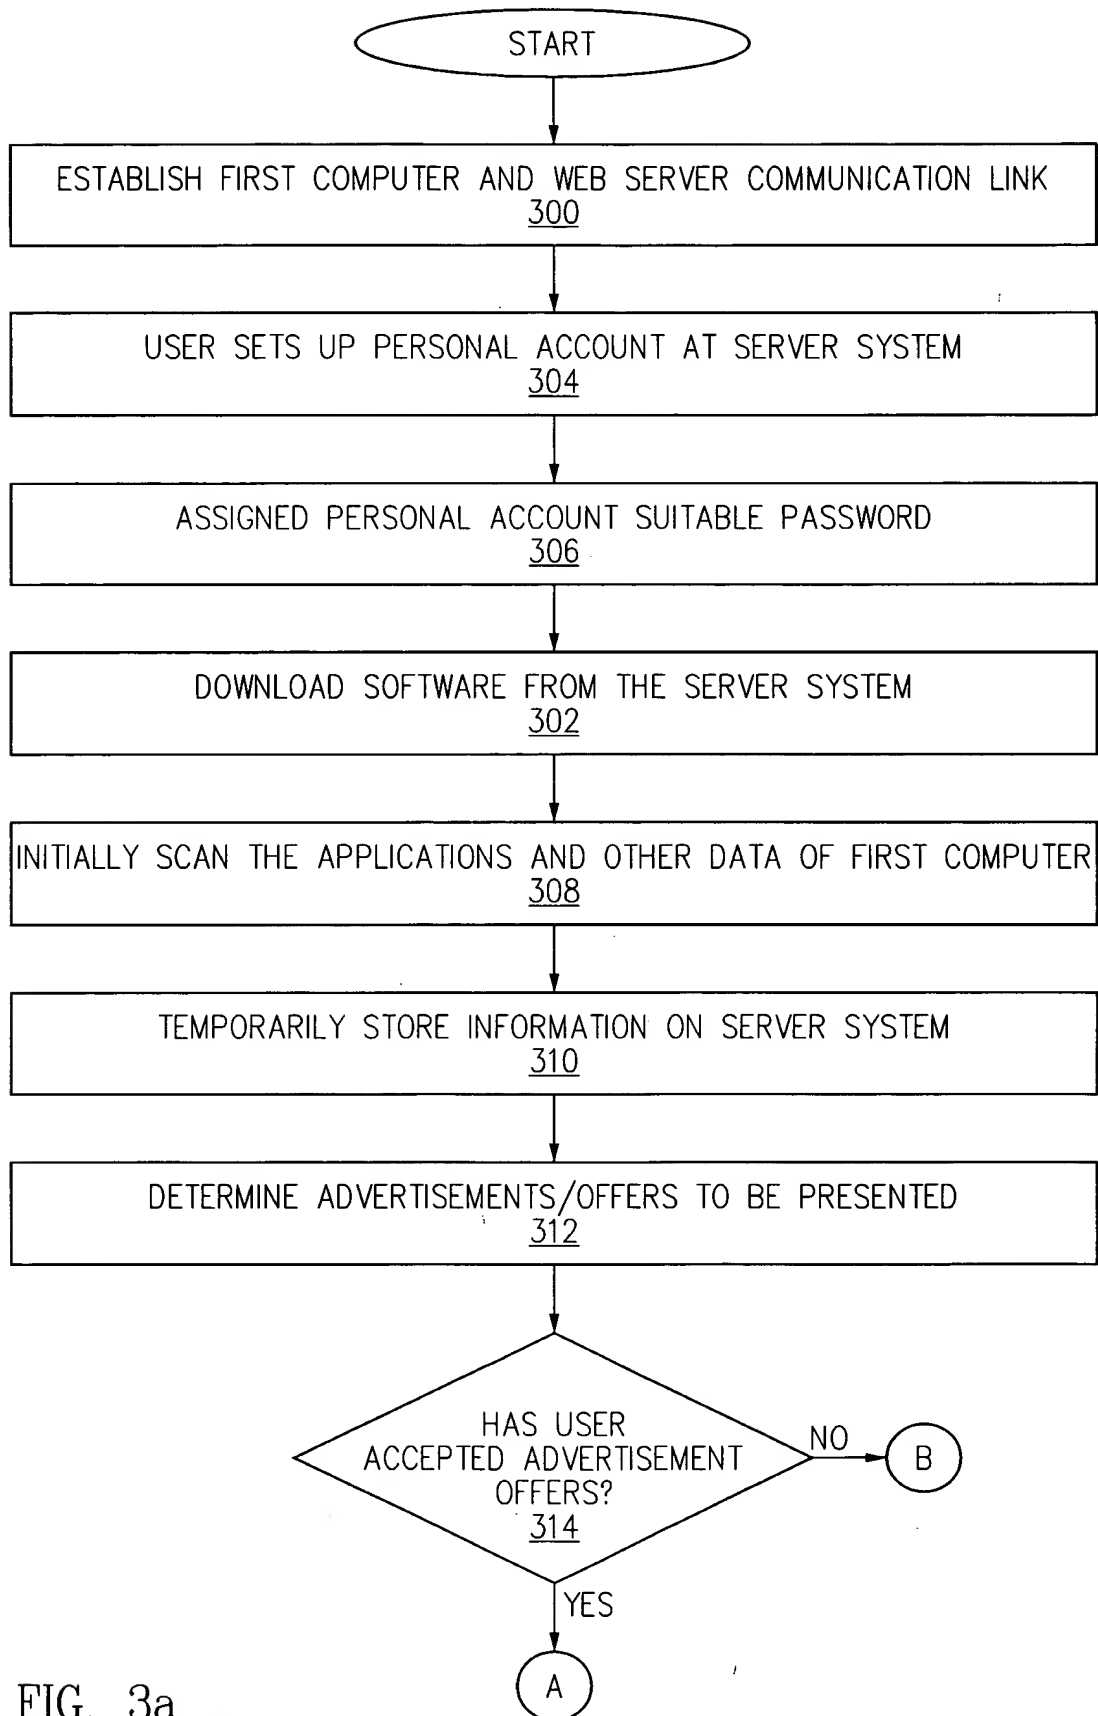 START
ESTABLISH FIRST COMPUTER AND WEB SERVER COMMUNICATION LINK
300
USER SETS UP PERSONAL ACCOUNT AT SERVER SYSTEM
304
ASSIGNED PERSONAL ACCOUNT SUITABLE PASSWORD
306
DOWNLOAD SOFTWARE FROM THE SERVER SYSTEM
302
INITIALLY SCAN THE APPLICATIONS AND OTHER DATA OF FIRST COMPUTER
308
TEMPORARILY STORE INFORMATION ON SERVER SYSTEM
310
DETERMINE ADVERTISEMENTS/OFFERS TO BE PRESENTED
312
HAS USER
ACCEPTED ADVERTISEMENT
OFFERS?
314
NO
B
YES
A
FIG. 3a